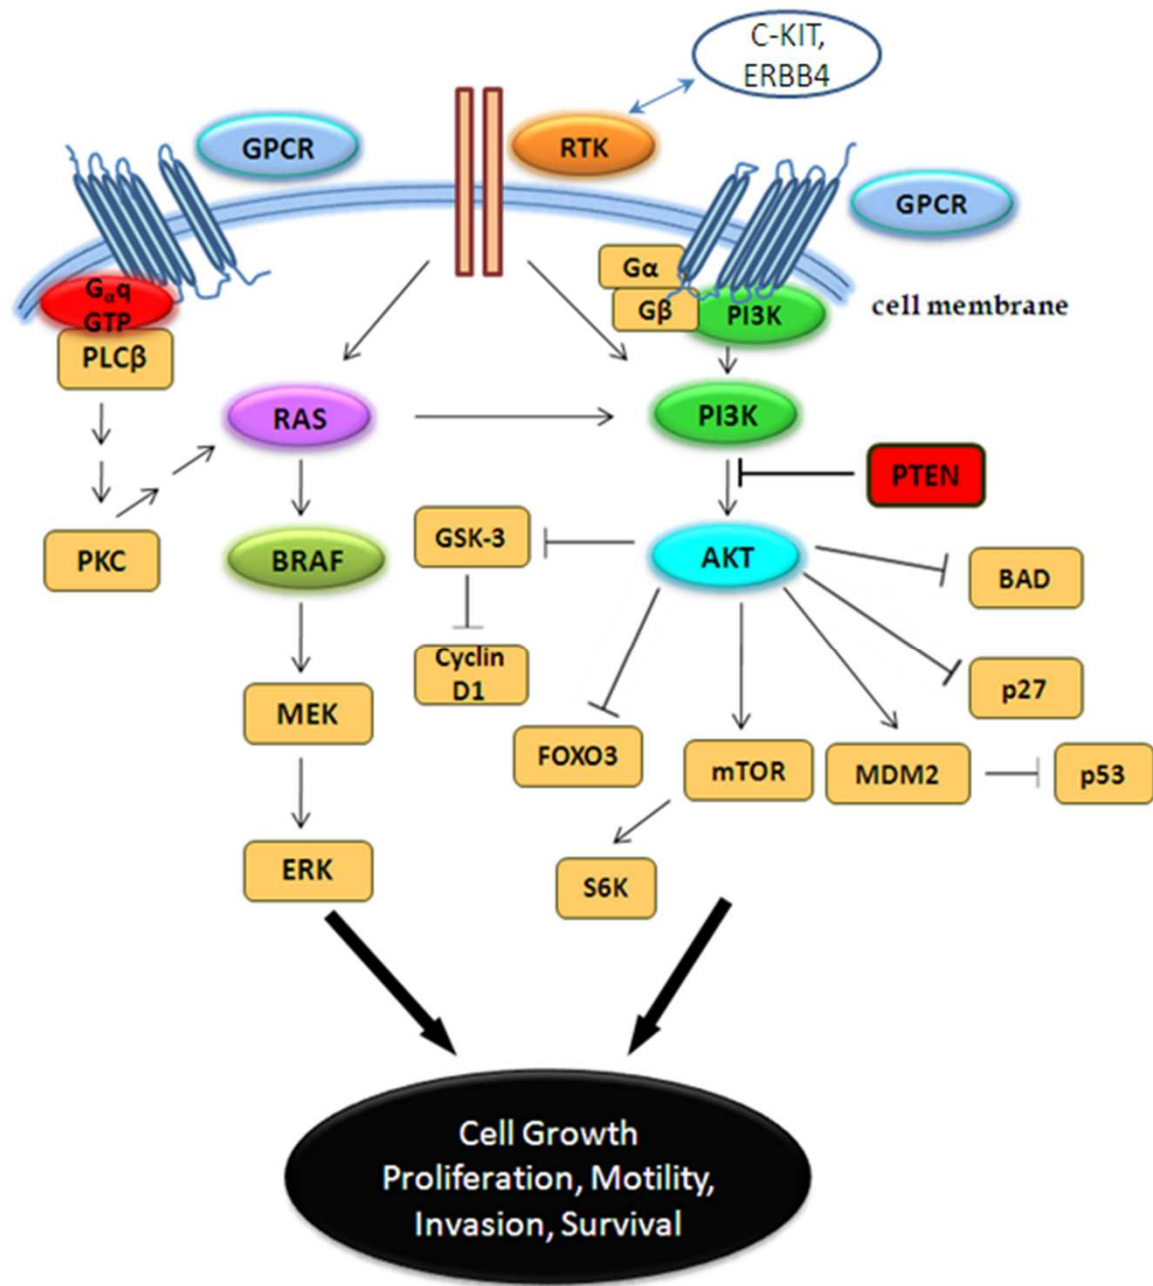 C-KIT,
ERBB4
GPCR
RTK
GPCR
Gα
Gαq
GTP
Gβ
PI3K
cell membrane
PLCβ
RAS
PI3K
PTEN
GSK-3
PKC
BRAF
AKT
BAD
Cyclin
D1
p27
MEK
FOXO3
mTOR
MDM2
p53
ERK
S6K
Cell Growth
Proliferation, Motility,
Invasion, Survival